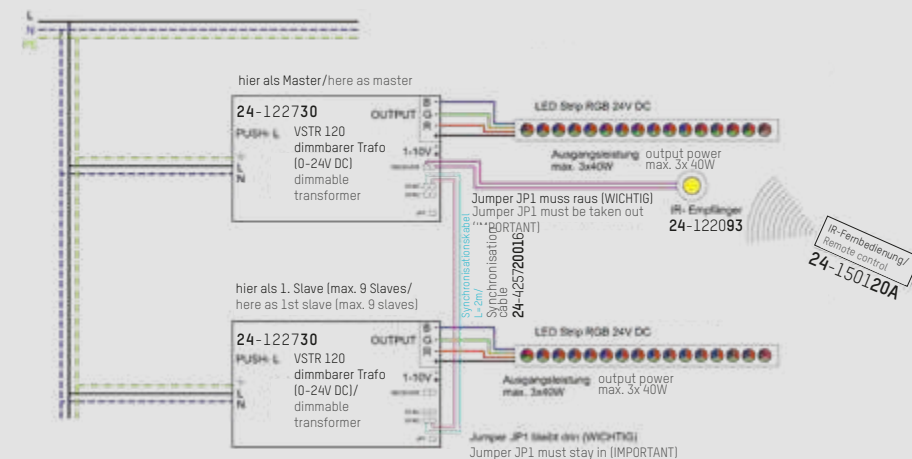 L
N
PE
hier als Master/here as master
24-122730
PUSH- L
VSTR 120
dimmbarer Trafo
(0-24V DC)
dimmable
transformer
L
N
OUTPUT
B
G
R
1-10V
JP1
LED Strip RGB 24V DC
Ausgangsleistung
max. 3x40W
output power
max. 3x 40W
Jumper JP1 muss raus (WICHTIG)
Jumper JP1 must be taken out
(IMPORTANT)
IR- Empfänger
24-122093
IR-Fernbedienung/
Remote control
24-150120A
Synchronisationskabel
L=2m/
Synchronisation
cable
24-425720016
hier als 1. Slave (max. 9 Slaves/
here as 1st slave (max. 9 slaves)
24-122730
PUSH- L
VSTR 120
dimmbarer Trafo
(0-24V DC)/
dimmable
transformer
L
N
OUTPUT
B
G
R
1-10V
JP1
LED Strip RGB 24V DC
Ausgangsleistung
max. 3x40W
output power
max. 3x 40W
Jumper JP1 bleibt drin (WICHTIG)
Jumper JP1 must stay in (IMPORTANT)